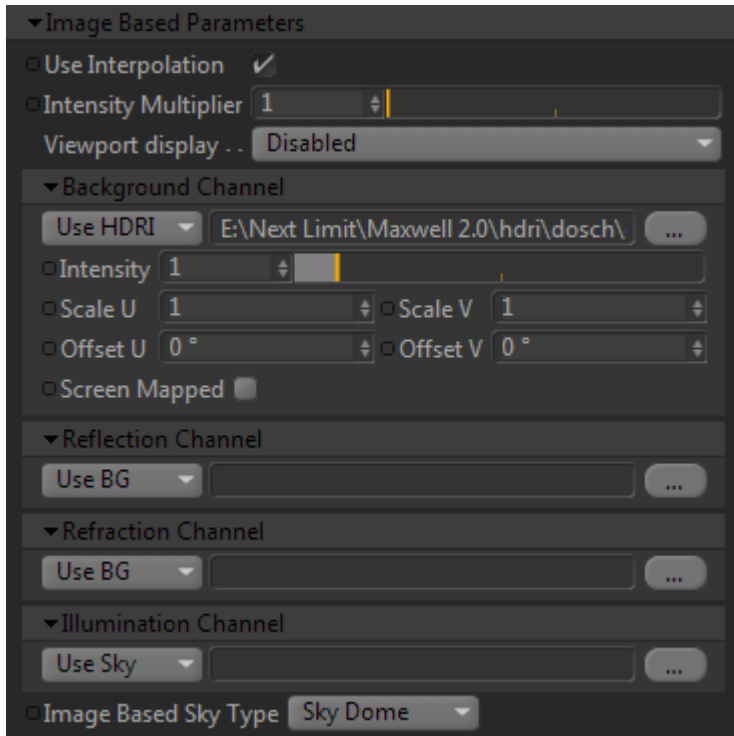 Image Based Parameters
Use Interpolation
Intensity Multiplier 1
Viewport display . . Disabled
Background Channel
Use HDRI E:\Next Limit\Maxwell 2.0\hdri\dosch\ ...
Intensity 1
Scale U 1 Scale V 1
Offset U 0 ° Offset V 0 °
Screen Mapped
Reflection Channel
Use BG ...
Refraction Channel
Use BG ...
Illumination Channel
Use Sky ...
Image Based Sky Type Sky Dome